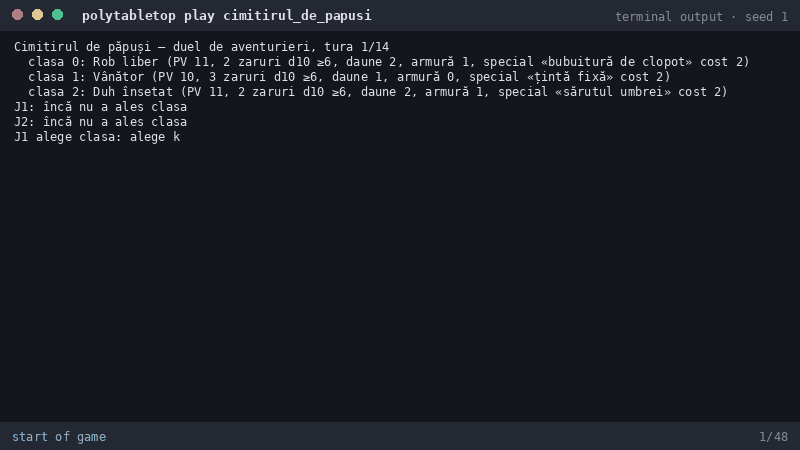 polytabletop play cimitirul_de_papusi
terminal output · seed 1
Cimitirul de păpuși — duel de aventurieri, tura 1/14
clasa 0: Rob liber (PV 11, 2 zaruri d10 ≥6, daune 2, armură 1, special «bubuitură de clopot» cost 2)
clasa 1: Vânător (PV 10, 3 zaruri d10 ≥6, daune 1, armură 0, special «țintă fixă» cost 2)
clasa 2: Duh însetat (PV 11, 2 zaruri d10 ≥6, daune 2, armură 1, special «sărutul umbrei» cost 2)
J1: încă nu a ales clasa
J2: încă nu a ales clasa
J1 alege clasa: alege k
start of game
1/48